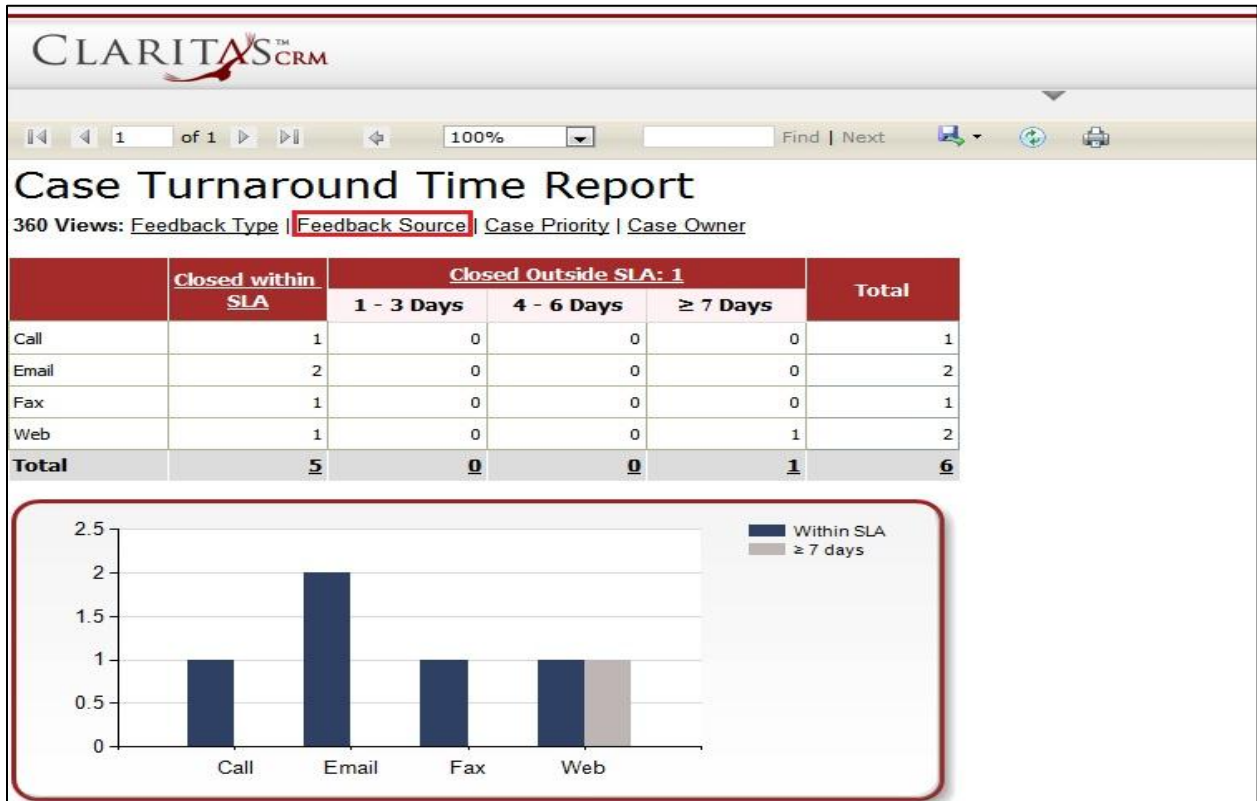 CLARITAS™ CRM
1 of 1 100% Find | Next
Case Turnaround Time Report
360 Views: Feedback Type | Feedback Source | Case Priority | Case Owner
Closed within SLA Closed Outside SLA: 1 Total
1 - 3 Days 4 - 6 Days ≥ 7 Days
Call 1 0 0 0 1
Email 2 0 0 0 2
Fax 1 0 0 0 1
Web 1 0 0 1 2
Total 5 0 0 1 6
2.5
2
1.5
1
0.5
0
Call Email Fax Web
Within SLA
≥ 7 days